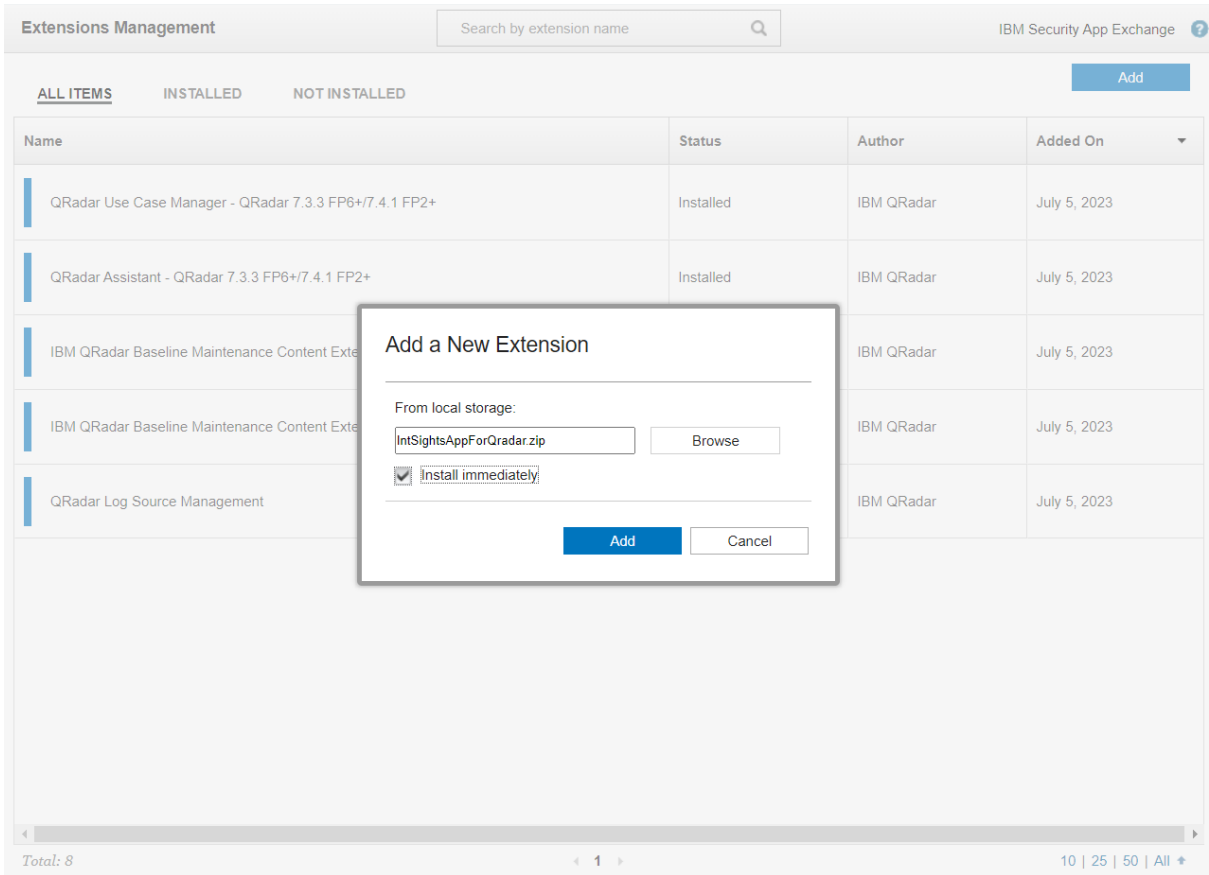 Extensions Management
Search by extension name
IBM Security App Exchange ?
Add
ALL ITEMS INSTALLED NOT INSTALLED
Name Status Author Added On
QRadar Use Case Manager - QRadar 7.3.3 FP6+/7.4.1 FP2+ Installed IBM QRadar July 5, 2023
QRadar Assistant - QRadar 7.3.3 FP6+/7.4.1 FP2+ Installed IBM QRadar July 5, 2023
IBM QRadar Baseline Maintenance Content Exte IBM QRadar July 5, 2023
IBM QRadar Baseline Maintenance Content Exte IBM QRadar July 5, 2023
QRadar Log Source Management IBM QRadar July 5, 2023
Add a New Extension
From local storage:
IntSightsAppForQradar.zip Browse
Install immediately
Add Cancel
Total: 8 1 10 | 25 | 50 | All